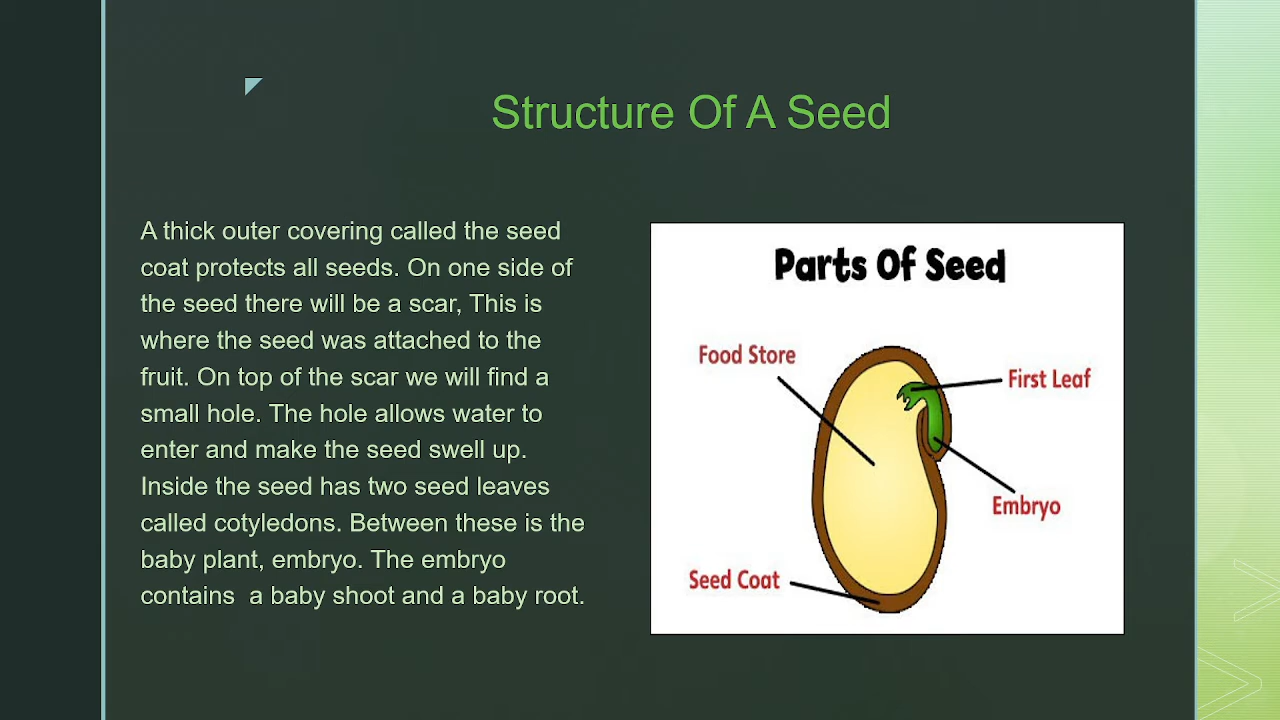 Structure Of A Seed
A thick outer covering called the seed
coat protects all seeds. On one side of
the seed there will be a scar, This is
where the seed was attached to the
fruit. On top of the scar we will find a
small hole. The hole allows water to
enter and make the seed swell up.
Inside the seed has two seed leaves
called cotyledons. Between these is the
baby plant, embryo. The embryo
contains  a baby shoot and a baby root.
Parts Of Seed
Food Store
First Leaf
Embryo
Seed Coat